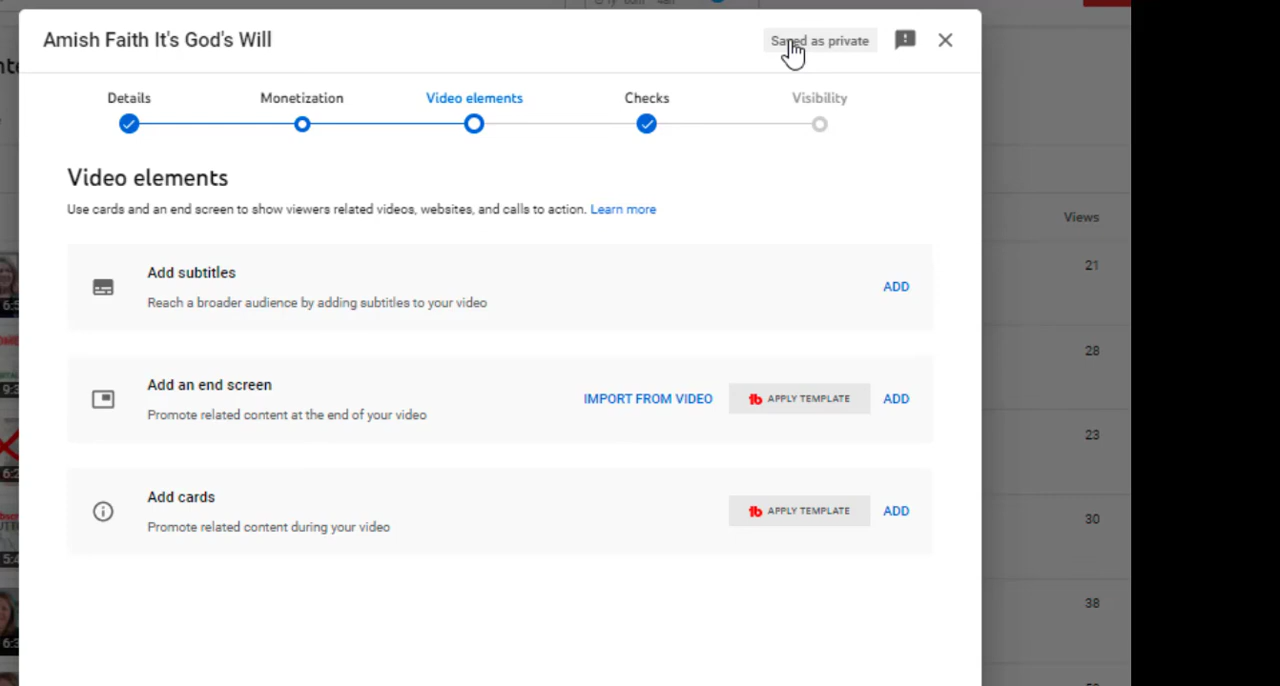 Amish Faith It's God's Will
Saved as private
Details
Monetization
Video elements
Checks
Visibility
Video elements
Use cards and an end screen to show viewers related videos, websites, and calls to action. Learn more
Views
Add subtitles
Reach a broader audience by adding subtitles to your video
ADD
21
28
Add an end screen
Promote related content at the end of your video
IMPORT FROM VIDEO
tb APPLY TEMPLATE
ADD
23
Add cards
Promote related content during your video
tb APPLY TEMPLATE
ADD
30
38